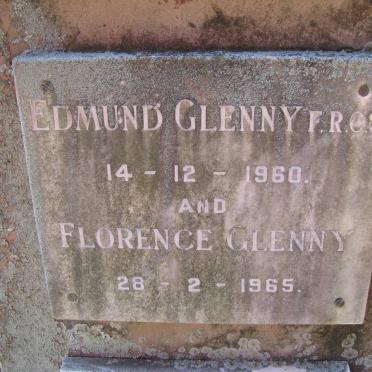 EDMUND GLENNY F.R.C.S
14 - 12 - 1960.
AND
FLORENCE GLENNY
28 - 2 - 1965.